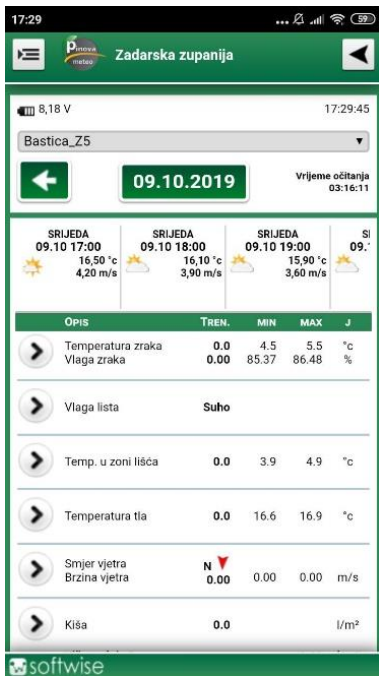 17:29
59
Pinova
meteo
Zadarska zupanija
8,18 V
17:29:45
Bastica_Z5
09.10.2019
Vrijeme očitanja
03:16:11
SRIJEDA
09.10 17:00
16,50 °c
4,20 m/s
SRIJEDA
09.10 18:00
16,10 °c
3,90 m/s
SRIJEDA
09.10 19:00
15,90 °c
3,60 m/s
SI
09.'
OPIS TREN. MIN MAX J
Temperatura zraka 0.0 4.5 5.5 °c
Vlaga zraka 0.00 85.37 86.48 %
Vlaga lista Suho
Temp. u zoni lišća 0.0 3.9 4.9 °c
Temperatura tla 0.0 16.6 16.9 °c
Smjer vjetra N
Brzina vjetra 0.00 0.00 0.00 m/s
Kiša 0.0 l/m²
softwise